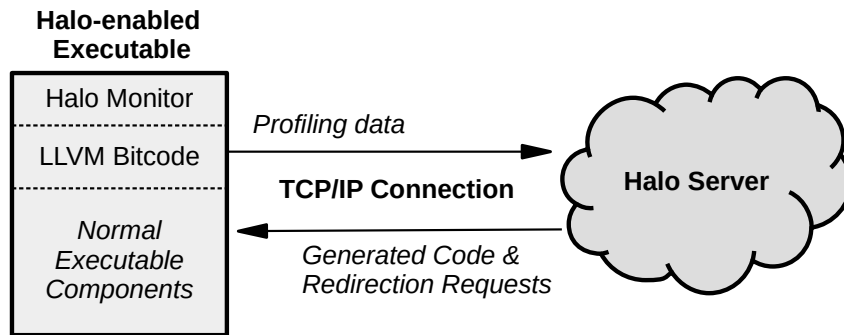 Halo-enabled
Executable
Halo Monitor
LLVM Bitcode
Normal
Executable
Components
Profiling data
TCP/IP Connection
Generated Code &
Redirection Requests
Halo Server